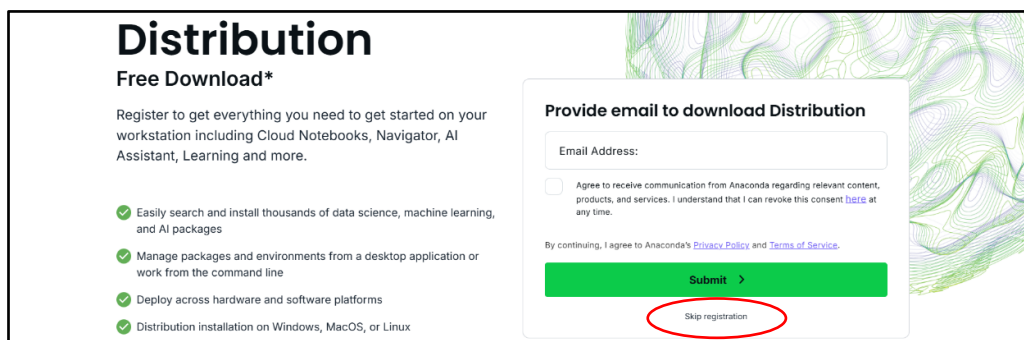 Distribution
Free Download*
Register to get everything you need to get started on your
workstation including Cloud Notebooks, Navigator, AI
Assistant, Learning and more.
Easily search and install thousands of data science, machine learning,
and AI packages
Manage packages and environments from a desktop application or
work from the command line
Deploy across hardware and software platforms
Distribution installation on Windows, MacOS, or Linux
Provide email to download Distribution
Email Address:
Agree to receive communication from Anaconda regarding relevant content,
products, and services. I understand that I can revoke this consent here at
any time.
By continuing, I agree to Anaconda's Privacy Policy and Terms of Service.
Submit >
Skip registration